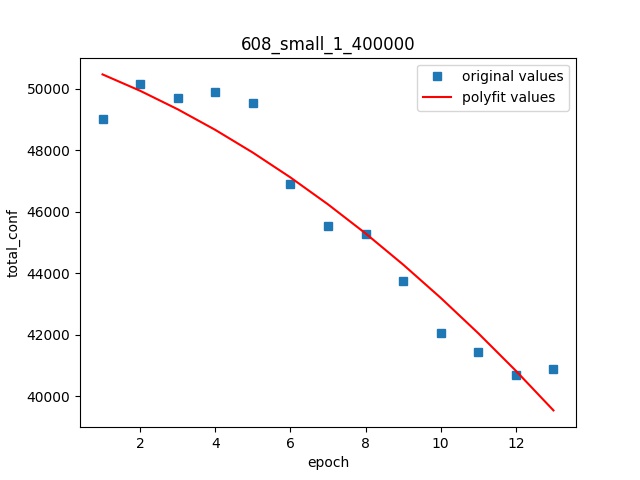 608_small_1_400000
original values
polyfit values
total_conf
50000
48000
46000
44000
42000
40000
2 4 6 8 10 12
epoch